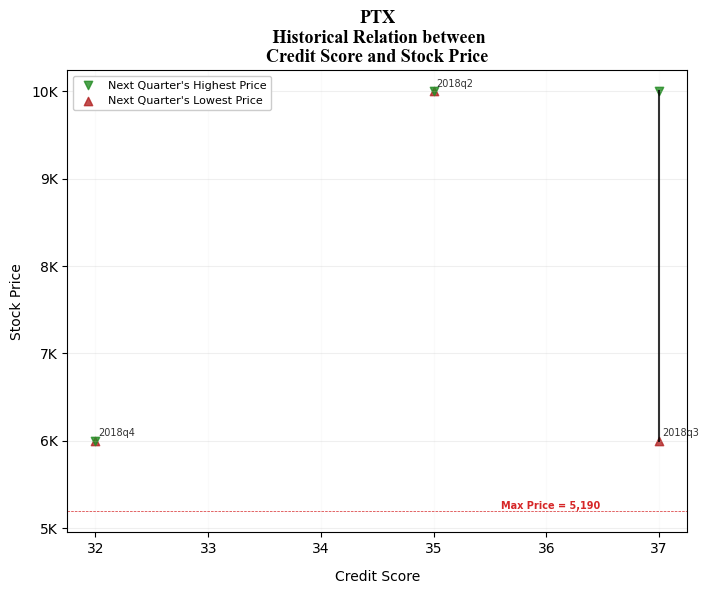 PTX
Historical Relation between
Credit Score and Stock Price
Next Quarter's Highest Price
Next Quarter's Lowest Price
2018q2
2018q4
2018q3
Max Price = 5,190
Stock Price
10K
9K
8K
7K
6K
5K
32 33 34 35 36 37
Credit Score